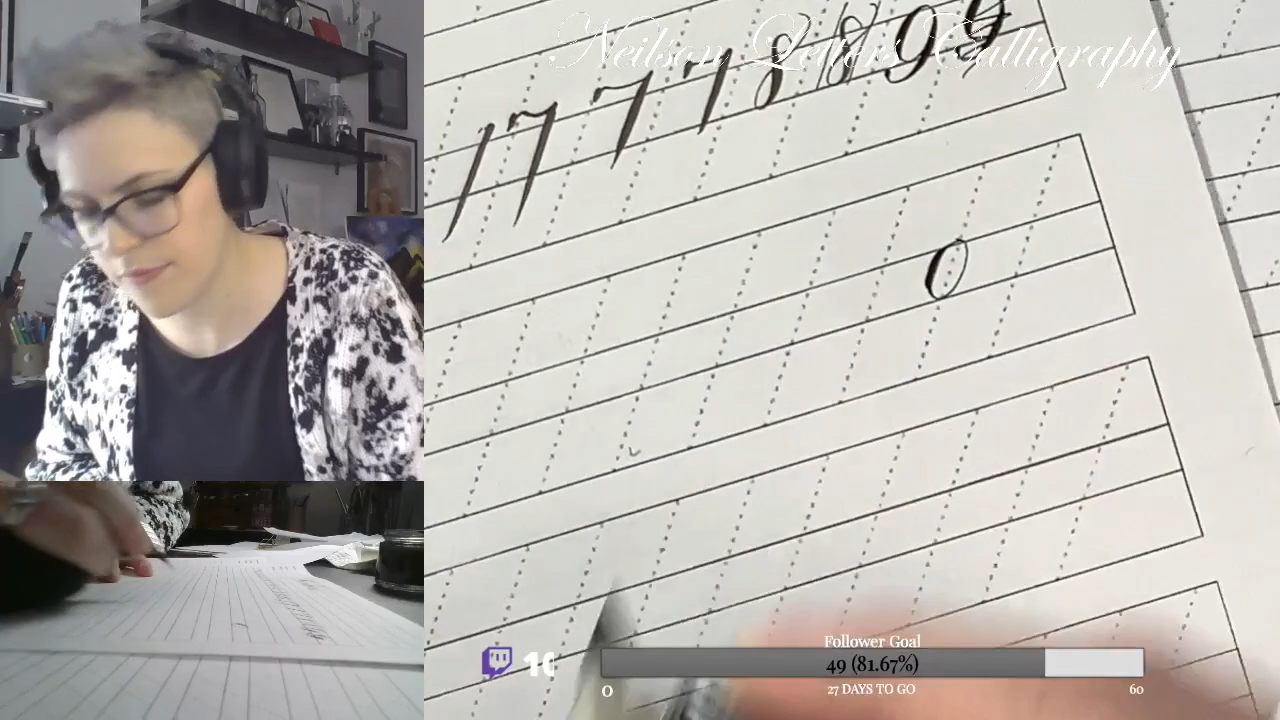 Neilson Letters Calligraphy
1 7 7 7 8 8 9 9
0
Follower Goal
49 (81.67%)
0
27 DAYS TO GO
60